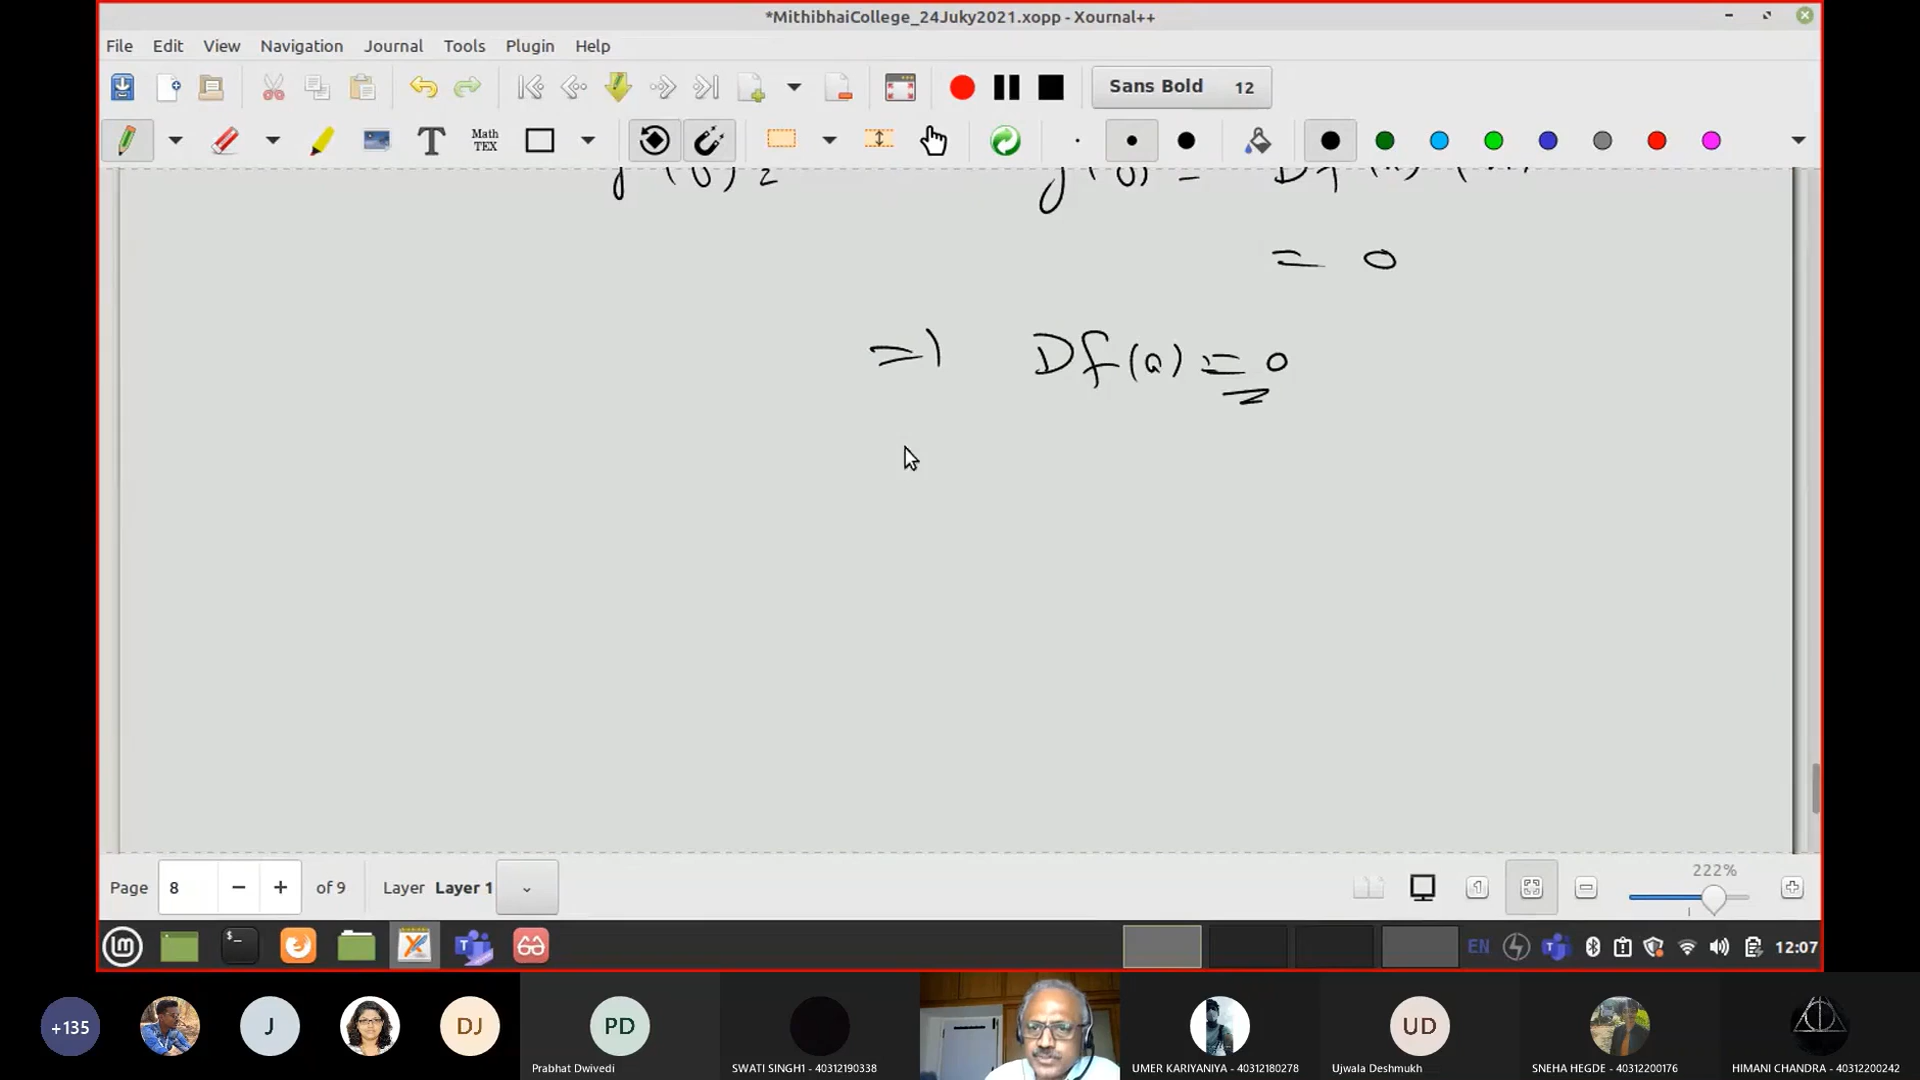 *MithibhaiCollege_24Juky2021.xopp - Xournal++
File Edit View Navigation Journal Tools Plugin Help
Sans Bold 12
T Math TEX
= 0
=> Df(a) = 0
222%
Page 8 - + of 9 Layer Layer 1
EN 12:07
+135 J DJ PD UD
Prabhat Dwivedi SWATI SINGH1 - 40312190338 UMER KARIYANIYA - 40312180278 Ujwala Deshmukh SNEHA HEGDE - 40312200176 HIMANI CHANDRA - 40312200242